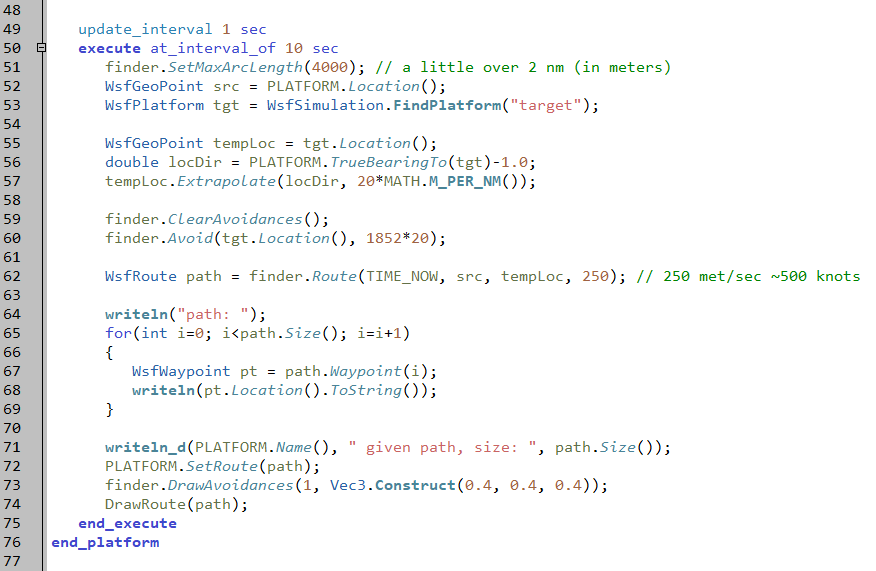 48
49 update_interval 1 sec
50 execute at_interval_of 10 sec
51 finder.SetMaxArcLength(4000); // a little over 2 nm (in meters)
52 WsfGeoPoint src = PLATFORM.Location();
53 WsfPlatform tgt = WsfSimulation.FindPlatform("target");
54
55 WsfGeoPoint tempLoc = tgt.Location();
56 double locDir = PLATFORM.TrueBearingTo(tgt)-1.0;
57 tempLoc.Extrapolate(locDir, 20*MATH.M_PER_NM());
58
59 finder.ClearAvoidances();
60 finder.Avoid(tgt.Location(), 1852*20);
61
62 WsfRoute path = finder.Route(TIME_NOW, src, tempLoc, 250); // 250 met/sec ~500 knots
63
64 writeln("path: ");
65 for(int i=0; i<path.Size(); i=i+1)
66 {
67 WsfWaypoint pt = path.Waypoint(i);
68 writeln(pt.Location().ToString());
69 }
70
71 writeln_d(PLATFORM.Name(), " given path, size: ", path.Size());
72 PLATFORM.SetRoute(path);
73 finder.DrawAvoidances(1, Vec3.Construct(0.4, 0.4, 0.4));
74 DrawRoute(path);
75 end_execute
76 end_platform
77